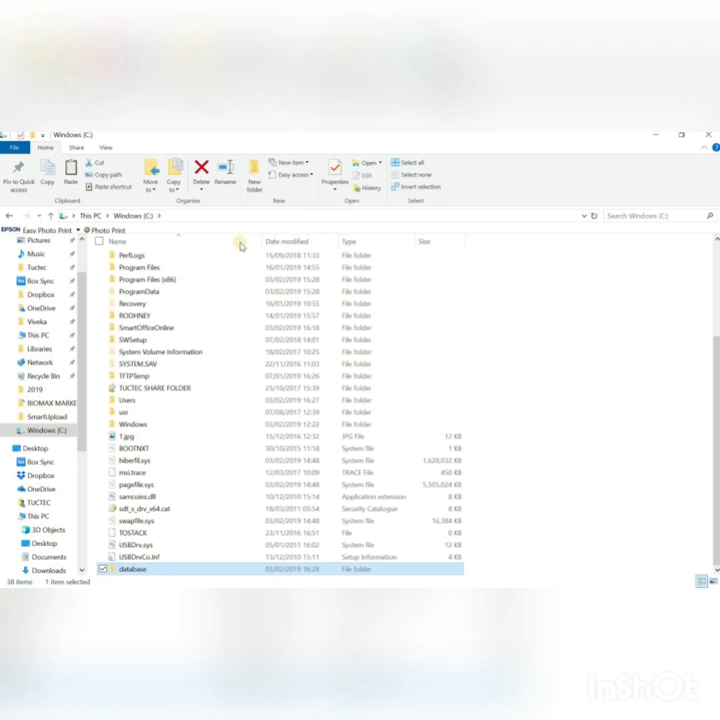 Windows (C:)
File Home Share View
Pin to Quick access
Copy
Paste
Cut
Copy path
Paste shortcut
Clipboard
Move to
Copy to
Delete
Rename
Organise
New folder
New item
Easy access
New
Properties
Open
Edit
History
Open
Select all
Select none
Invert selection
Select
This PC Windows (C:) Search Windows (C:)
EPSON Easy Photo Print Photo Print
Pictures
Music
Tuctec
Box Sync
Dropbox
OneDrive
Viveka
This PC
Libraries
Network
Recycle Bin
2019
BIOMAX MARKE
SmartUpload
Windows (C:)
Desktop
Box Sync
Dropbox
OneDrive
TUCTEC
This PC
3D Objects
Desktop
Documents
Downloads
Name Date modified Type Size
PerfLogs 15/09/2018 11:33 File folder
Program Files 16/01/2019 14:55 File folder
Program Files (x86) 03/02/2019 15:28 File folder
ProgramData 03/02/2019 15:28 File folder
Recovery 16/01/2019 10:55 File folder
RODHNEY 14/01/2019 15:57 File folder
SmartOfficeOnline 03/02/2019 16:18 File folder
SWSetup 07/02/2018 14:01 File folder
System Volume Information 18/02/2017 10:25 File folder
SYSTEM.SAV 22/11/2016 11:03 File folder
TFTPTemp 07/01/2019 16:26 File folder
TUCTEC SHARE FOLDER 25/10/2017 15:39 File folder
Users 03/02/2019 16:27 File folder
usr 07/08/2017 12:39 File folder
Windows 03/02/2019 12:22 File folder
1.jpg 15/12/2016 12:32 JPG File 12 KB
BOOTNXT 30/10/2015 11:18 System file 1 KB
hiberfil.sys 03/02/2019 14:48 System file 1,628,032 KB
msi.trace 12/03/2017 10:09 TRACE File 450 KB
pagefile.sys 03/02/2019 14:48 System file 5,505,024 KB
samcoins.dll 10/12/2010 15:14 Application extension 8 KB
sdt_s_drv_x64.cat 18/03/2011 05:54 Security Catalogue 8 KB
swapfile.sys 03/02/2019 14:48 System file 16,384 KB
TOSTACK 23/11/2016 16:51 File 0 KB
USBDrv.sys 05/01/2011 16:02 System file 12 KB
USBDrvCo.Inf 13/12/2010 15:11 Setup Information 4 KB
database 03/02/2019 16:28 File folder
38 items 1 item selected
InShOt